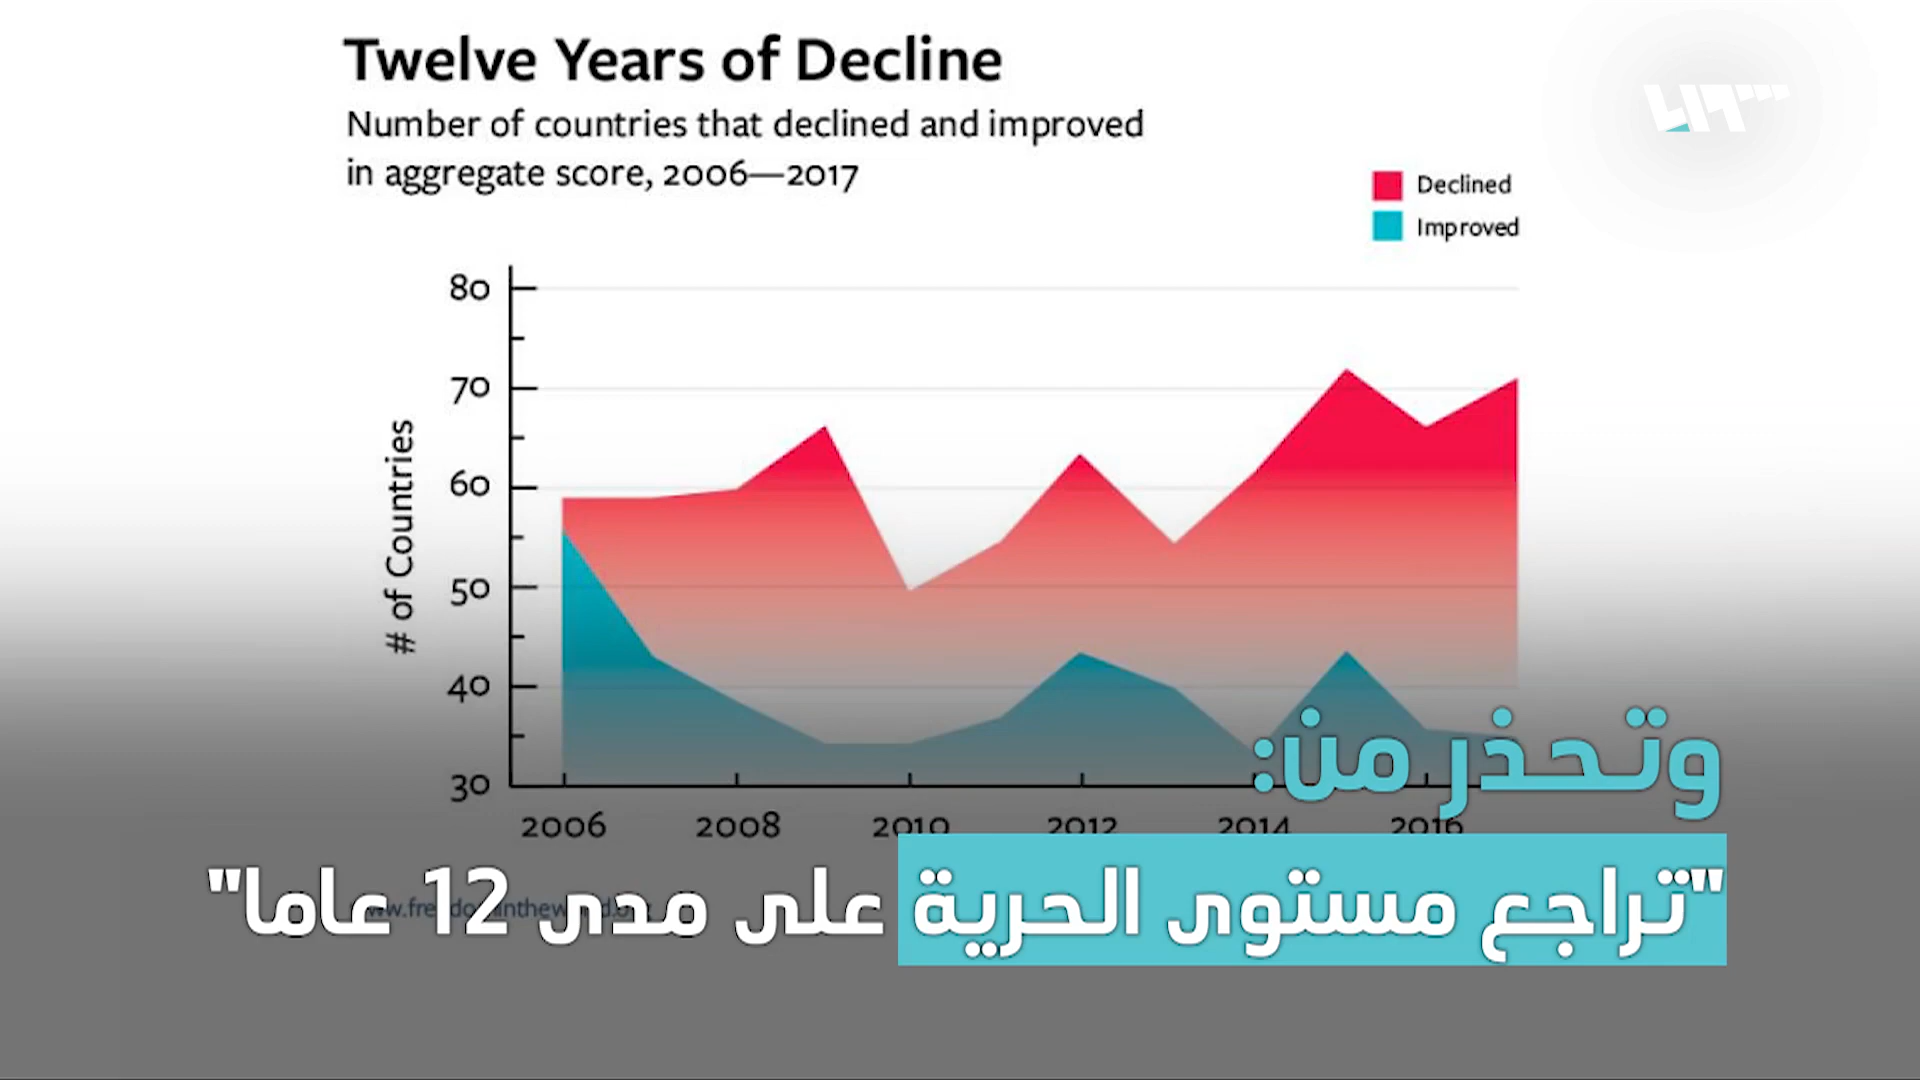 Twelve Years of Decline
Number of countries that declined and improved
in aggregate score, 2006—2017
Declined
Improved
# of Countries
80
70
60
50
40
30
2006 2008 2010 2012 2014 2016
وتحذر من:
"تراجع مستوى الحرية على مدى 12 عاما"